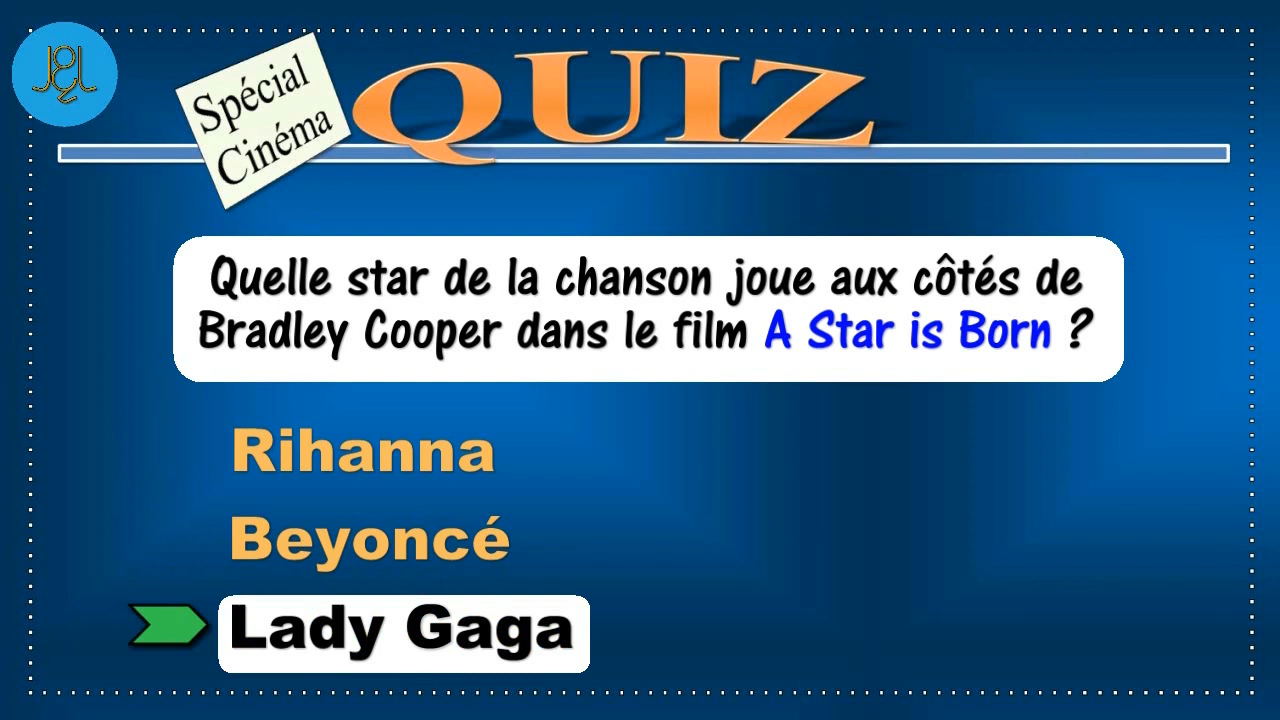 Spécial
Cinéma
QUIZ
Quelle star de la chanson joue aux côtés de
Bradley Cooper dans le film A Star is Born ?
Rihanna
Beyoncé
Lady Gaga